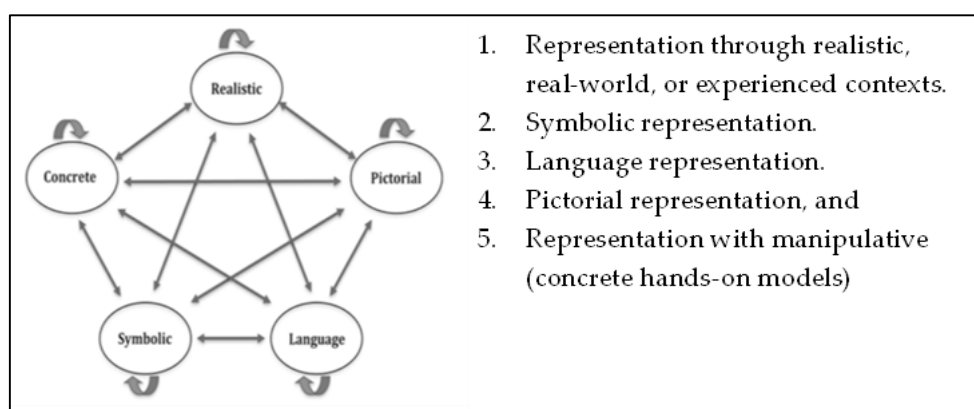 Realistic
Concrete
Pictorial
Symbolic
Language
1. Representation through realistic,
real-world, or experienced contexts.
2. Symbolic representation.
3. Language representation.
4. Pictorial representation, and
5. Representation with manipulative
(concrete hands-on models)